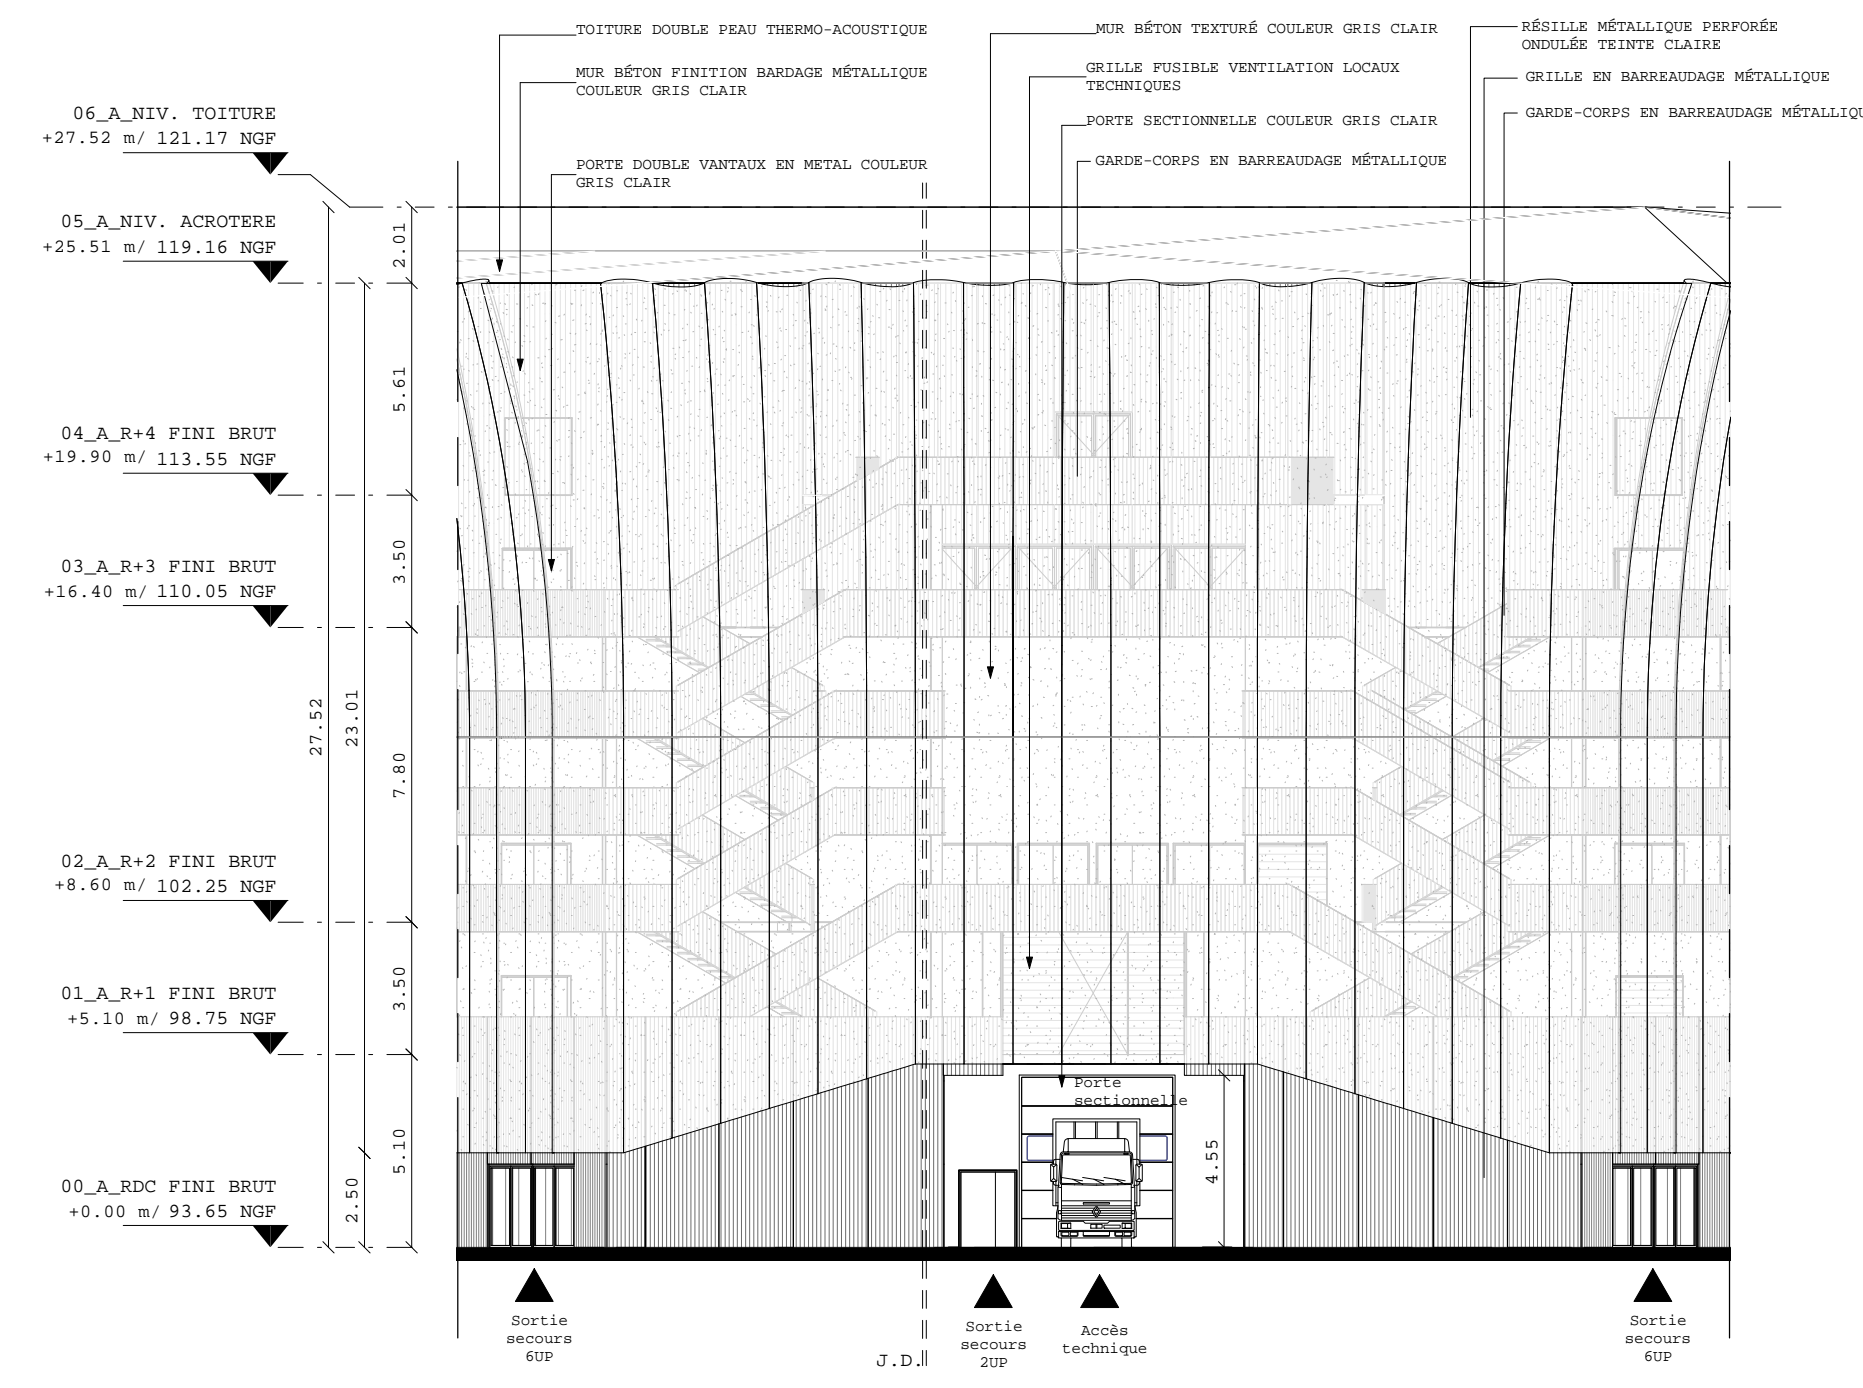 TOITURE DOUBLE PEAU THERMO-ACOUSTIQUE
MUR BÉTON FINITION BARDAGE MÉTALLIQUE
COULEUR GRIS CLAIR
PORTE DOUBLE VANTAUX EN METAL COULEUR
GRIS CLAIR
MUR BÉTON TEXTURÉ COULEUR GRIS CLAIR
GRILLE FUSIBLE VENTILATION LOCAUX
TECHNIQUES
PORTE SECTIONNELLE COULEUR GRIS CLAIR
GARDE-CORPS EN BARREAUDAGE MÉTALLIQUE
RÉSILLE MÉTALLIQUE PERFORÉE
ONDULÉE TEINTE CLAIRE
GRILLE EN BARREAUDAGE MÉTALLIQUE
GARDE-CORPS EN BARREAUDAGE MÉTALLIQU
06_A_NIV. TOITURE
+27.52 m/ 121.17 NGF
05_A_NIV. ACROTERE
+25.51 m/ 119.16 NGF
04_A_R+4 FINI BRUT
+19.90 m/ 113.55 NGF
03_A_R+3 FINI BRUT
+16.40 m/ 110.05 NGF
02_A_R+2 FINI BRUT
+8.60 m/ 102.25 NGF
01_A_R+1 FINI BRUT
+5.10 m/ 98.75 NGF
00_A_RDC FINI BRUT
+0.00 m/ 93.65 NGF
27.52
23.01
2.50
2.01
5.61
3.50
7.80
3.50
5.10
Porte
sectionnelle
4.55
Sortie
secours
6UP
J.D.
Sortie
secours
2UP
Accès
technique
Sortie
secours
6UP